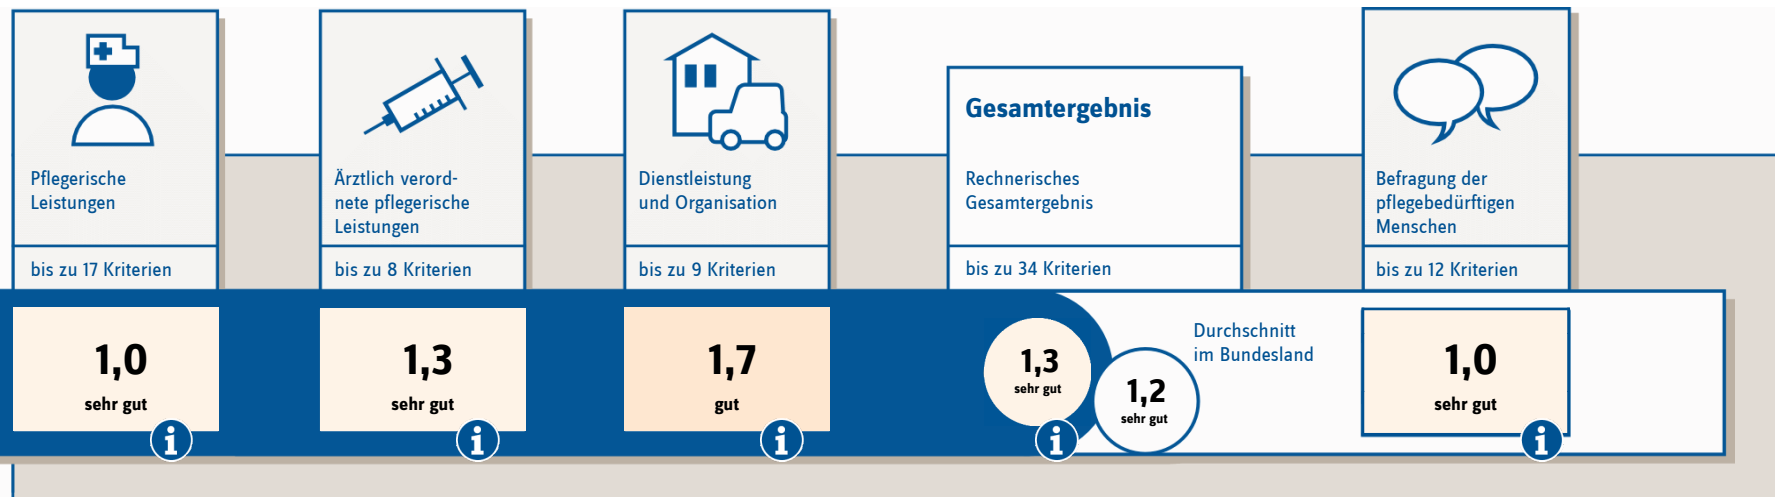 Pflegerische
Leistungen
bis zu 17 Kriterien
1,0
sehr gut
i
Ärztlich verord-
nete pflegerische
Leistungen
bis zu 8 Kriterien
1,3
sehr gut
i
Dienstleistung
und Organisation
bis zu 9 Kriterien
1,7
gut
i
Gesamtergebnis
Rechnerisches
Gesamtergebnis
bis zu 34 Kriterien
1,3
sehr gut
i
1,2
sehr gut
Durchschnitt
im Bundesland
Befragung der
pflegebedürftigen
Menschen
bis zu 12 Kriterien
1,0
sehr gut
i